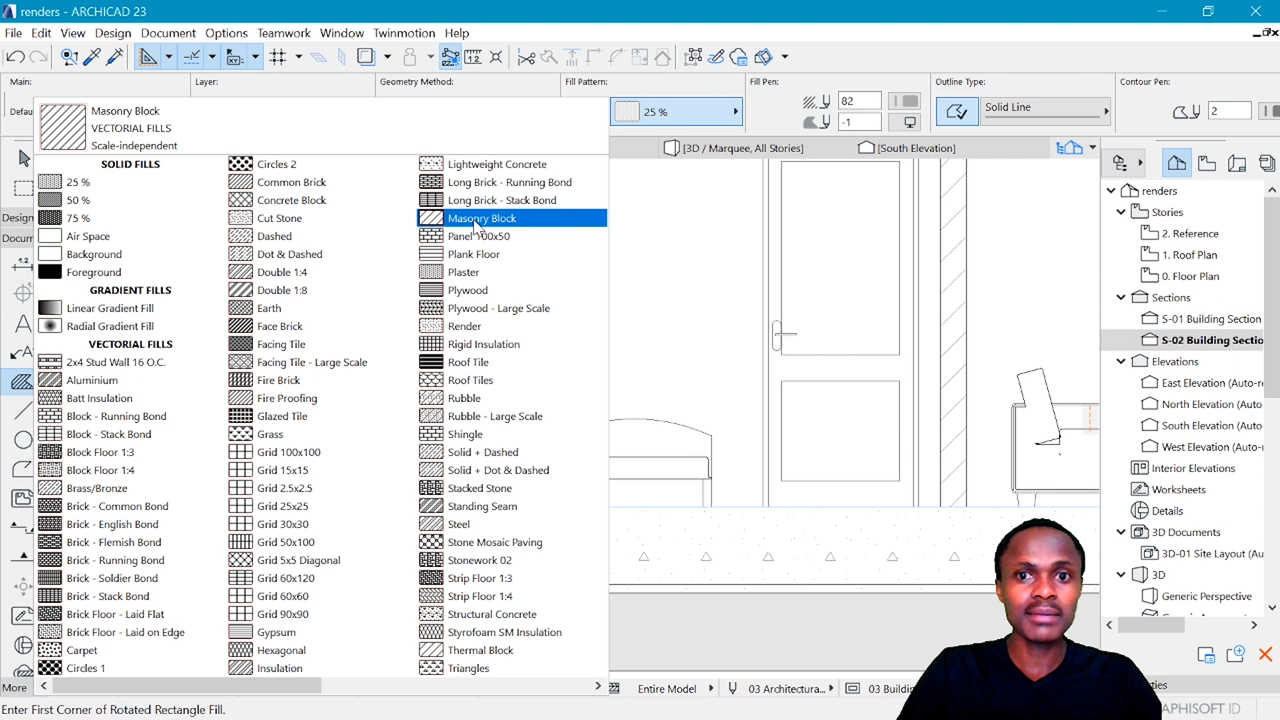 renders - ARCHICAD 23
File Edit View Design Document Options Teamwork Window Twinmotion Help
Main:
Layer:
Geometry Method:
Fill Pattern:
Fill Pen:
Outline Type:
Contour Pen:
Masonry Block
VECTORIAL FILLS
Scale-independent
25 %
82
-1
Solid Line
2
[3D / Marquee, All Stories]
[South Elevation]
SOLID FILLS
25 %
50 %
75 %
Air Space
Background
Foreground
GRADIENT FILLS
Linear Gradient Fill
Radial Gradient Fill
VECTORIAL FILLS
2x4 Stud Wall 16 O.C.
Aluminium
Batt Insulation
Block - Running Bond
Block - Stack Bond
Block Floor 1:3
Block Floor 1:4
Brass/Bronze
Brick - Common Bond
Brick - English Bond
Brick - Flemish Bond
Brick - Running Bond
Brick - Soldier Bond
Brick - Stack Bond
Brick Floor - Laid Flat
Brick Floor - Laid on Edge
Carpet
Circles 1
Circles 2
Common Brick
Concrete Block
Cut Stone
Dashed
Dot & Dashed
Double 1:4
Double 1:8
Earth
Face Brick
Facing Tile
Facing Tile - Large Scale
Fire Brick
Fire Proofing
Glazed Tile
Grass
Grid 100x100
Grid 15x15
Grid 2.5x2.5
Grid 25x25
Grid 30x30
Grid 50x100
Grid 5x5 Diagonal
Grid 60x120
Grid 60x60
Grid 90x90
Gypsum
Hexagonal
Insulation
Lightweight Concrete
Long Brick - Running Bond
Long Brick - Stack Bond
Masonry Block
Panel 100x50
Plank Floor
Plaster
Plywood
Plywood - Large Scale
Render
Rigid Insulation
Roof Tile
Roof Tiles
Rubble
Rubble - Large Scale
Shingle
Solid + Dashed
Solid + Dot & Dashed
Stacked Stone
Standing Seam
Steel
Stone Mosaic Paving
Stonework 02
Strip Floor 1:3
Strip Floor 1:4
Structural Concrete
Styrofoam SM Insulation
Thermal Block
Triangles
renders
Stories
2. Reference
1. Roof Plan
0. Floor Plan
Sections
S-01 Building Section
S-02 Building Sectio
Elevations
East Elevation (Auto-r
North Elevation (Auto
South Elevation (Auto-
West Elevation (Auto-
Interior Elevations
Worksheets
Details
3D Documents
3D-01 Site Layout (Au
3D
Generic Perspective
More
Entire Model
03 Architectura...
03 Building
Enter First Corner of Rotated Rectangle Fill.